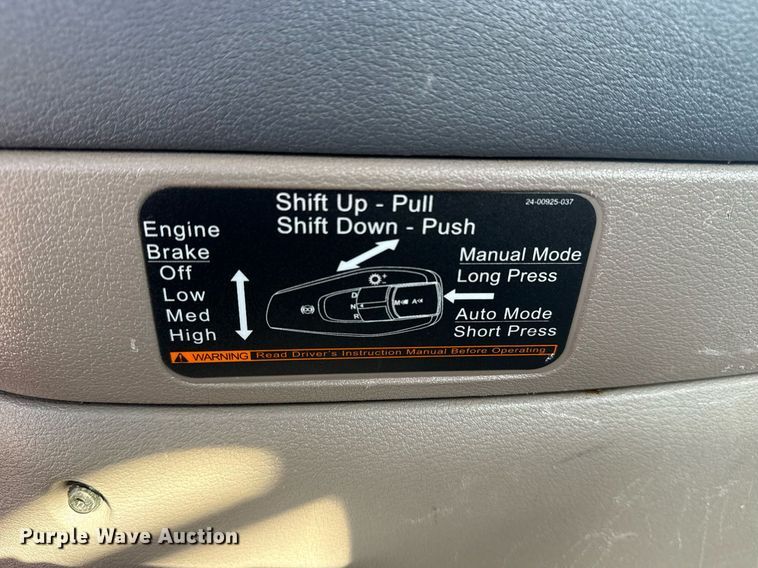 Shift Up - Pull
Shift Down - Push
24-00925-037
Engine
Brake
Off
Low
Med
High
Manual Mode
Long Press
Auto Mode
Short Press
D
N
R
M
A
WARNING Read Driver's Instruction Manual Before Operating
Purple Wave Auction